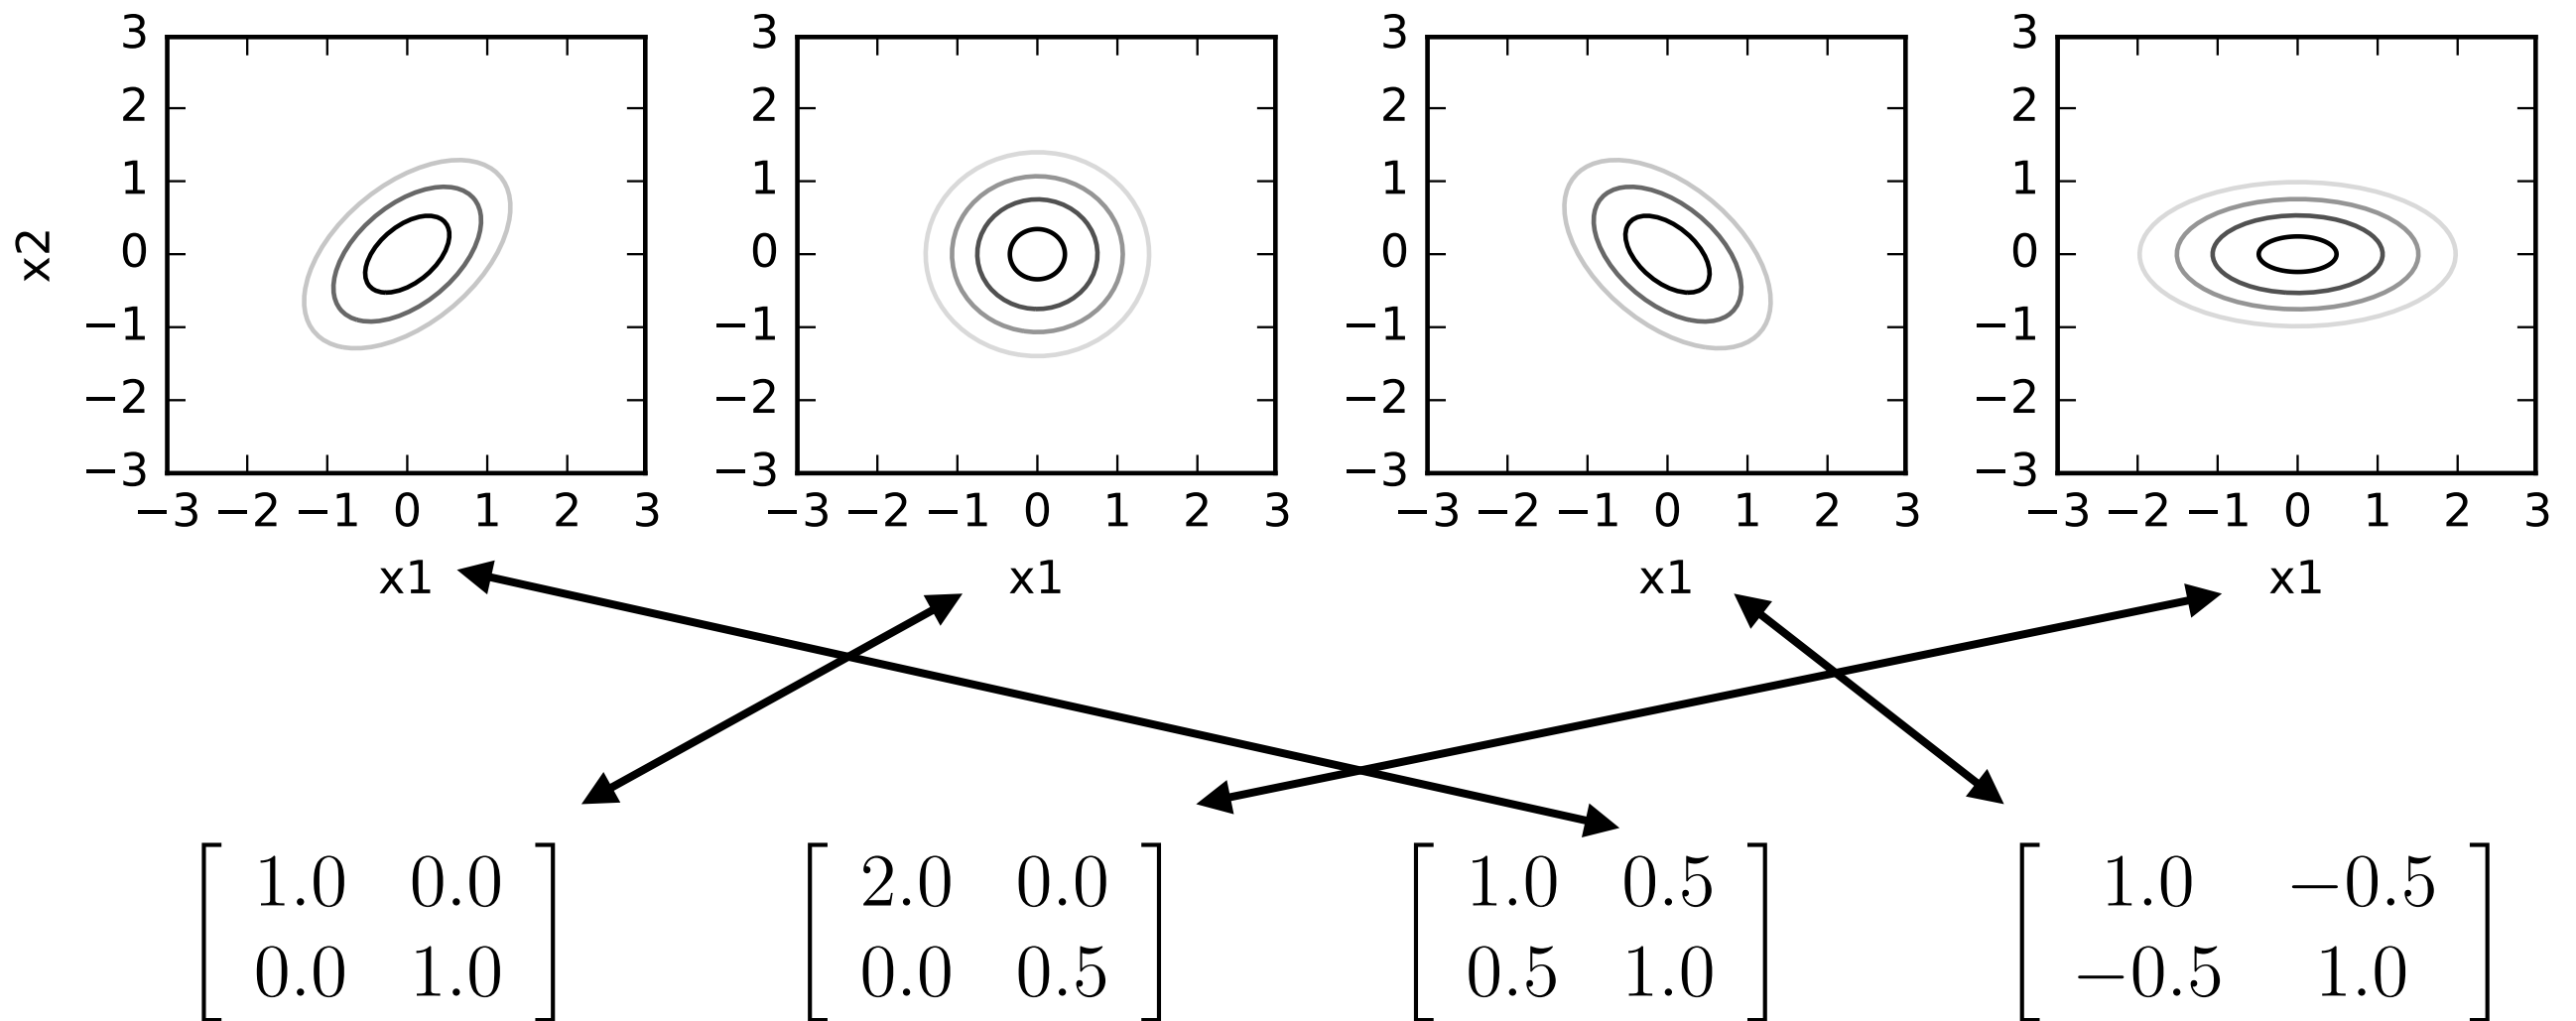 3 3 3 3
2 2 2 2
1 1 1 1
x2 0 0 0 0
−1 −1 −1 −1
−2 −2 −2 −2
−3 −3 −3 −3
−3 −2 −1 0 1 2 3 −3 −2 −1 0 1 2 3 −3 −2 −1 0 1 2 3 −3 −2 −1 0 1 2 3
x1 x1 x1 x1
[ 1.0 0.0 ] [ 2.0 0.0 ] [ 1.0 0.5 ] [ 1.0 −0.5 ]
[ 0.0 1.0 ] [ 0.0 0.5 ] [ 0.5 1.0 ] [ −0.5 1.0 ]